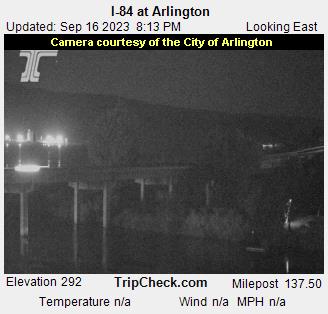 I-84 at Arlington
Updated: Sep 16 2023 8:13 PM Looking East
Camera courtesy of the City of Arlington
Elevation 292 TripCheck.com Milepost 137.50
Temperature n/a Wind n/a MPH n/a